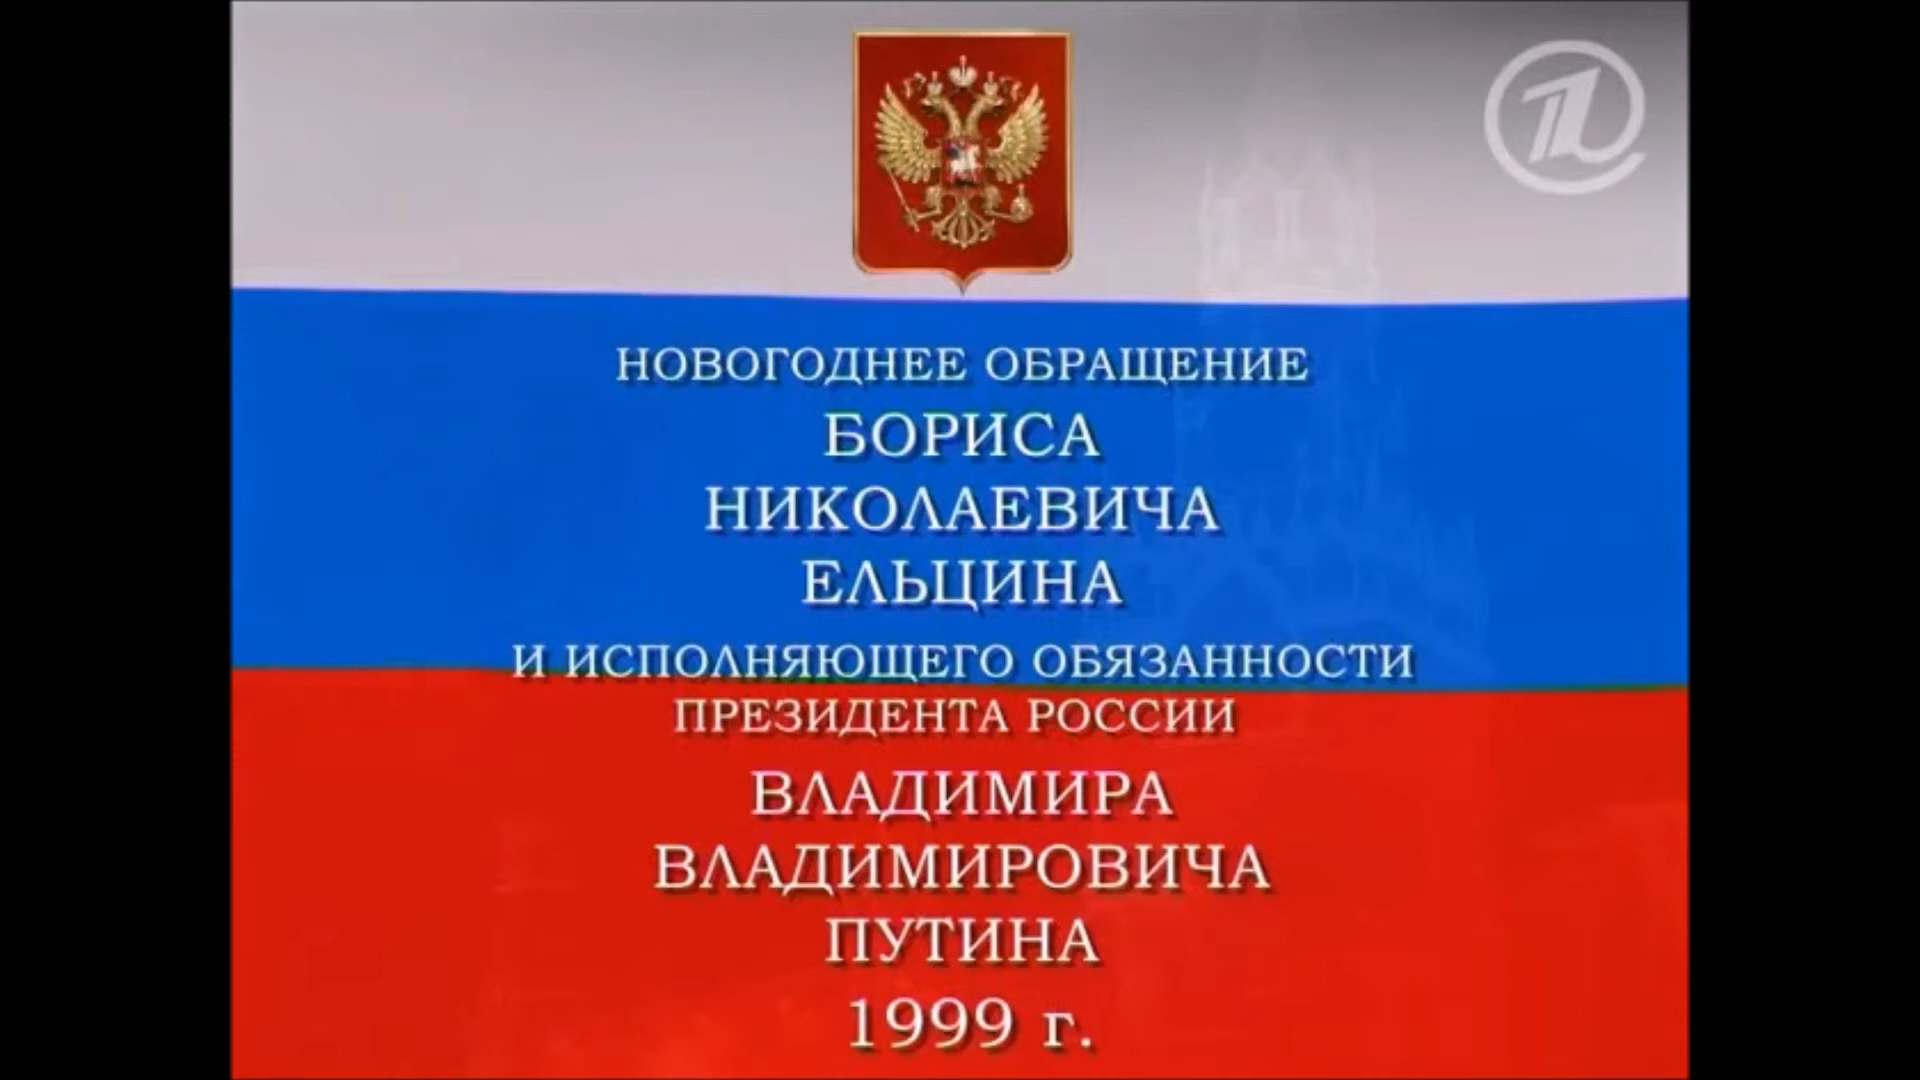 НОВОГОДНЕЕ ОБРАЩЕНИЕ
БОРИСА
НИКОЛАЕВИЧА
ЕЛЬЦИНА
И ИСПОЛНЯЮЩЕГО ОБЯЗАННОСТИ
ПРЕЗИДЕНТА РОССИИ
ВЛАДИМИРА
ВЛАДИМИРОВИЧА
ПУТИНА
1999 г.